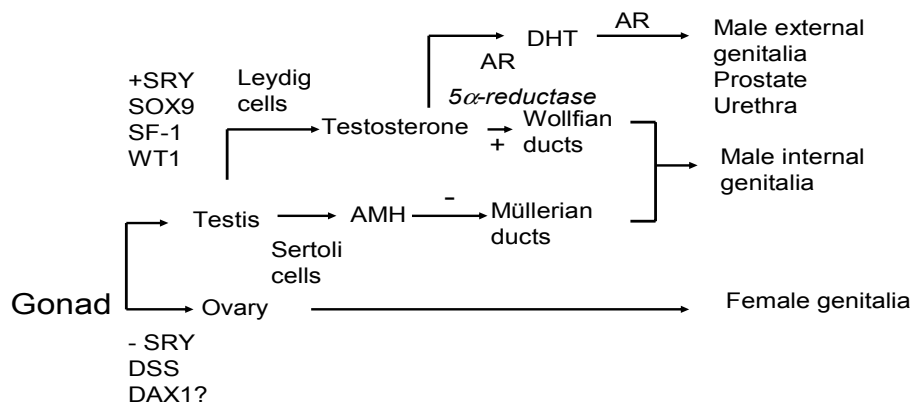 +SRY
SOX9
SF-1
WT1
Leydig
cells
AR
DHT
AR
Male external
genitalia
Prostate
Urethra
5α-reductase
Testosterone
+
Wolffian
ducts
Male internal
genitalia
Testis
Sertoli
cells
AMH
-
Müllerian
ducts
Gonad
Ovary
Female genitalia
- SRY
DSS
DAX1?